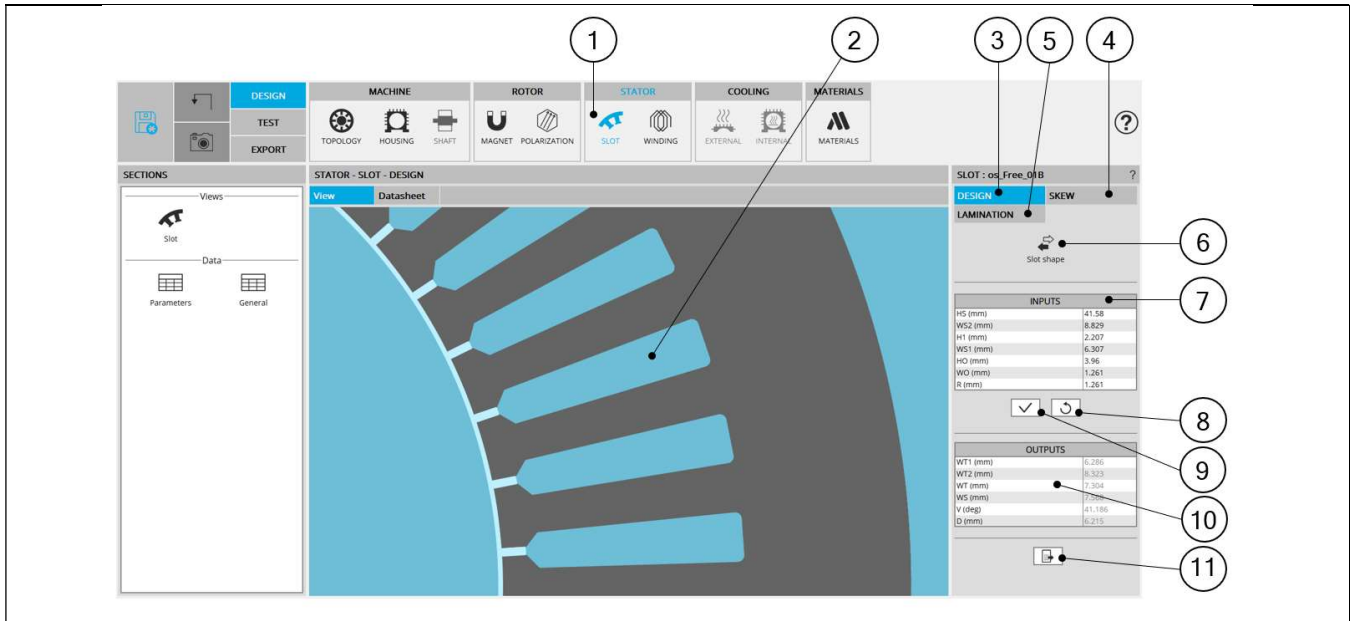 1 2 3 5 4
DESIGN
TEST
EXPORT
MACHINE ROTOR STATOR COOLING MATERIALS
TOPOLOGY HOUSING SHAFT MAGNET POLARIZATION SLOT WINDING EXTERNAL INTERNAL MATERIALS
?
SECTIONS
Views
Slot
Data
Parameters General
STATOR - SLOT - DESIGN
View Datasheet
SLOT : os_Free_01B ?
DESIGN SKEW
LAMINATION
Slot shape
6
INPUTS
7
HS (mm) 41.58
WS2 (mm) 8.829
H1 (mm) 2.207
WS1 (mm) 6.307
HO (mm) 3.96
WO (mm) 1.261
R (mm) 1.261
8
9
OUTPUTS
WT1 (mm) 6.286
WT2 (mm) 8.323
WT (mm) 7.304
WS (mm)
V (deg) 41.186
D (mm) 6.215
10
11